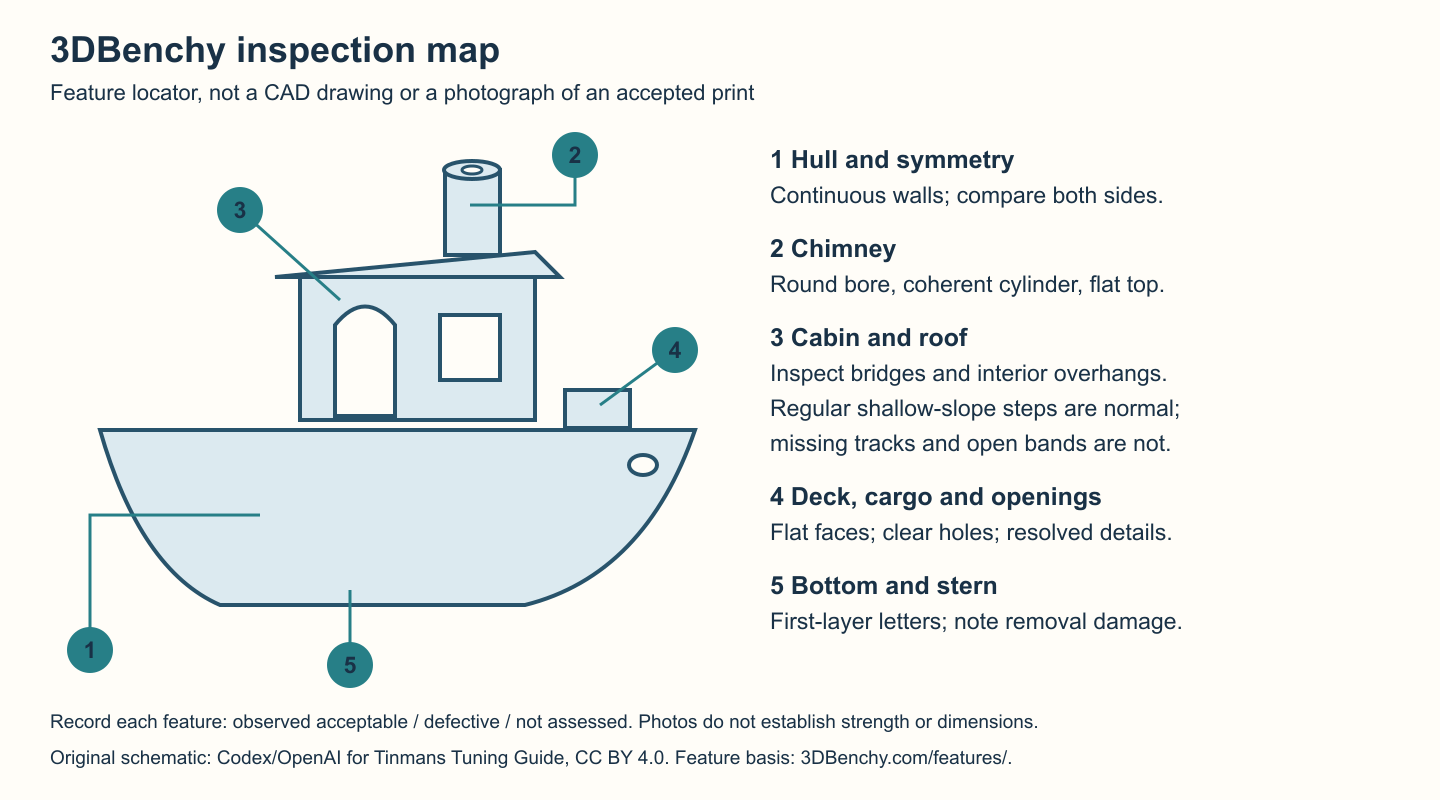 3DBenchy inspection map
Feature locator, not a CAD drawing or a photograph of an accepted print
2
3
4
1
5
1 Hull and symmetry
Continuous walls; compare both sides.
2 Chimney
Round bore, coherent cylinder, flat top.
3 Cabin and roof
Inspect bridges and interior overhangs.
Regular shallow-slope steps are normal;
missing tracks and open bands are not.
4 Deck, cargo and openings
Flat faces; clear holes; resolved details.
5 Bottom and stern
First-layer letters; note removal damage.
Record each feature: observed acceptable / defective / not assessed. Photos do not establish strength or dimensions.
Original schematic: Codex/OpenAI for Tinmans Tuning Guide, CC BY 4.0. Feature basis: 3DBenchy.com/features/.